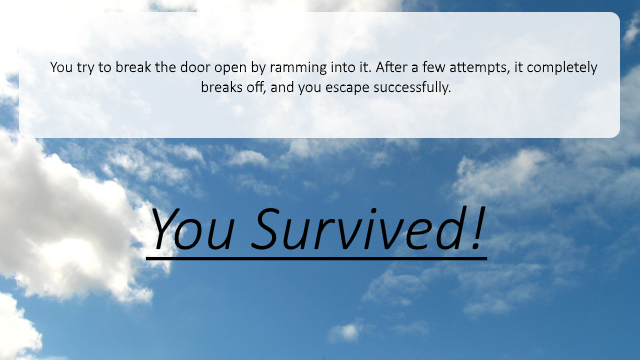 You try to break the door open by ramming into it. After a few attempts, it completely
breaks off, and you escape successfully.
You Survived!